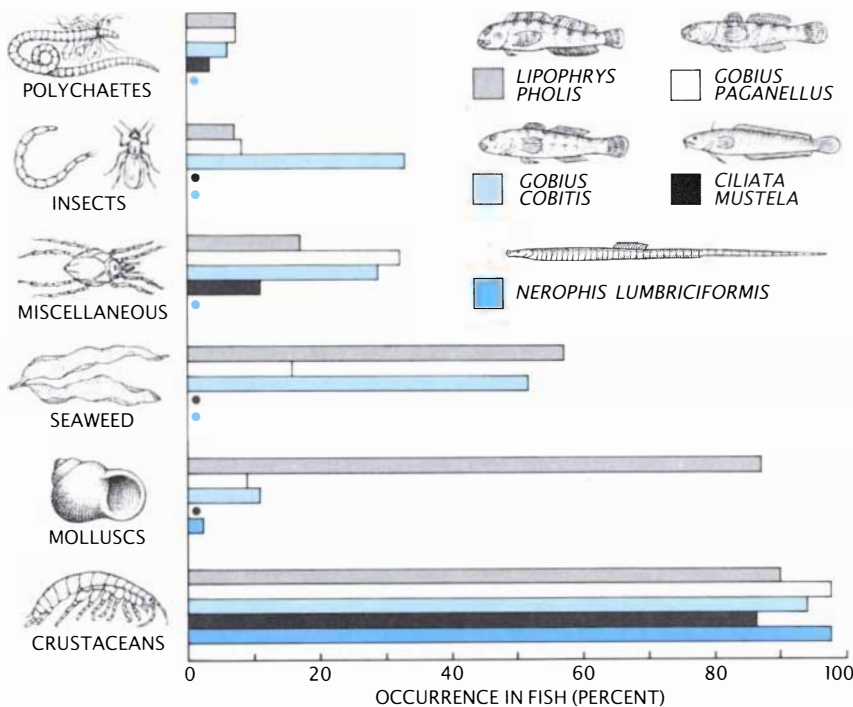 POLYCHAETES
INSECTS
MISCELLANEOUS
SEAWEED
MOLLUSCS
CRUSTACEANS
LIPOPHRYS
PHOLIS
GOBIUS
PAGANELLUS
GOBIUS
COBITIS
CILIATA
MUSTELA
NEROPHIS LUMBRICIFORMIS
0 20 40 60 80 100
OCCURRENCE IN FISH (PERCENT)